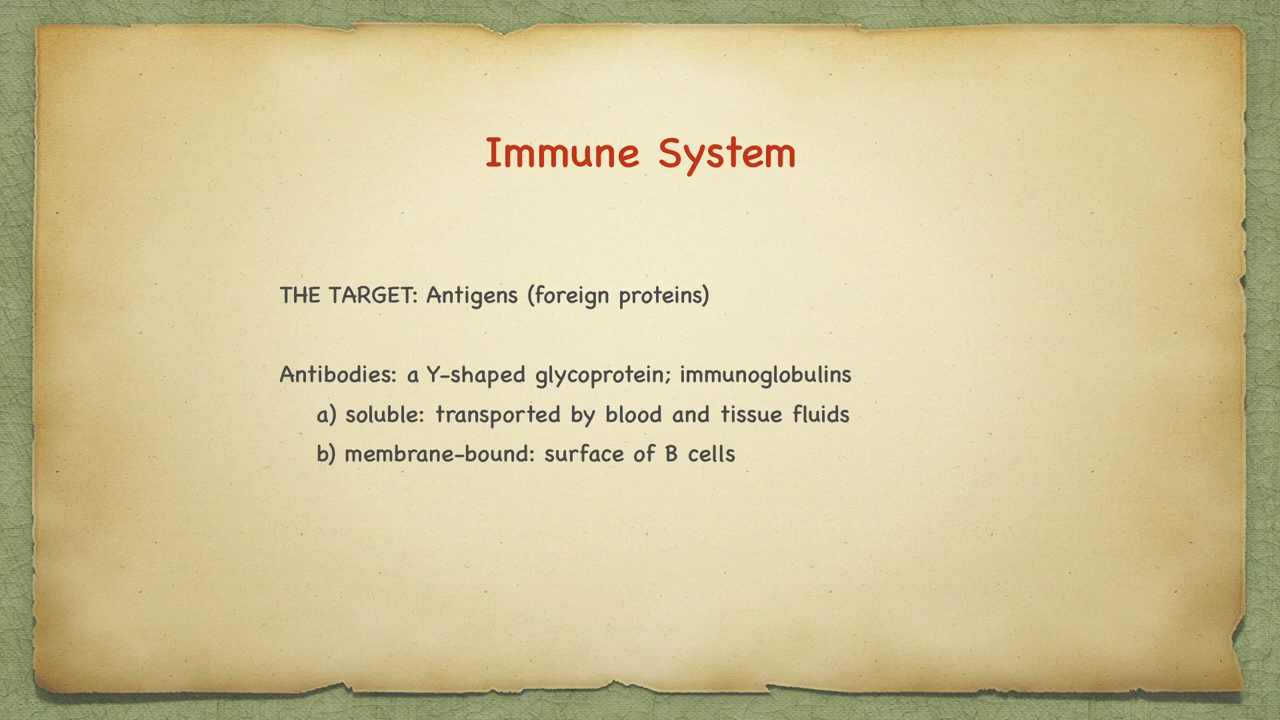 Immune System
THE TARGET: Antigens (foreign proteins)
Antibodies: a Y-shaped glycoprotein; immunoglobulins
a) soluble: transported by blood and tissue fluids
b) membrane-bound: surface of B cells